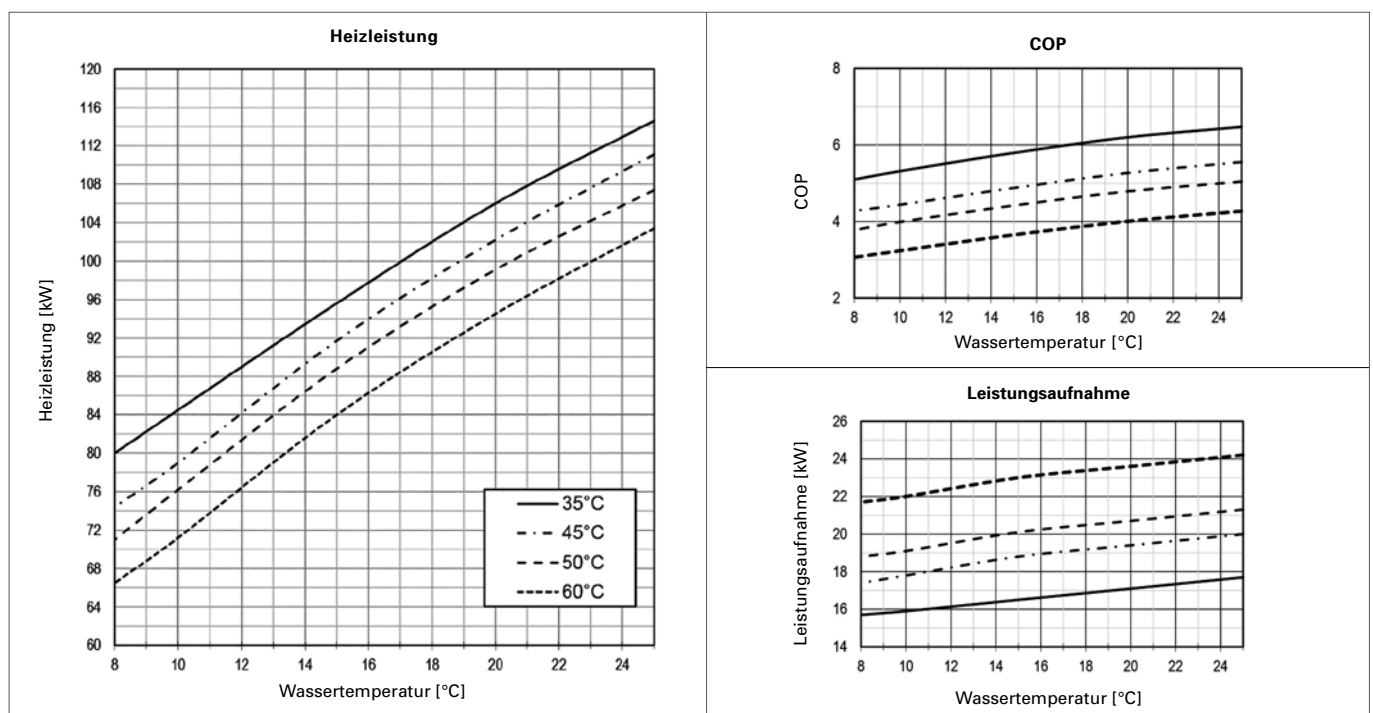 Heizleistung
120
116
112
108
104
100
96
92
88
84
80
76
72
68
64
60
Heizleistung [kW]
35°C
45°C
50°C
60°C
8 10 12 14 16 18 20 22 24
Wassertemperatur [°C]
COP
8
6
4
2
COP
8 10 12 14 16 18 20 22 24
Wassertemperatur [°C]
Leistungsaufnahme
26
24
22
20
18
16
14
Leistungsaufnahme [kW]
8 10 12 14 16 18 20 22 24
Wassertemperatur [°C]